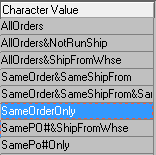 Character Value
AllOrders
AllOrders&NotRunShip
AllOrders&ShipFromWhse
SameOrder&SameShipFrom
SameOrder&SameShipFrom&Sa
SameOrderOnly
SamePO#&ShipFromWhse
SamePo#Only